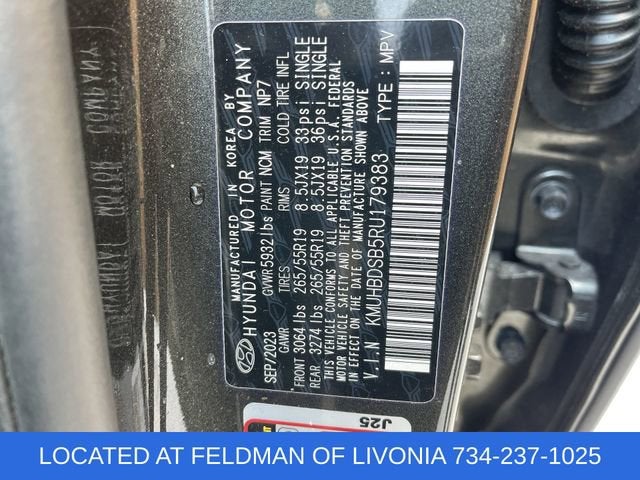 MANUFACTURED IN KOREA BY
HYUNDAI MOTOR COMPANY
SEP/2023 GVWR 5932 lbs PAINT NCM TRIM NP7
GAWR TIRES RIMS COLD TIRE INFL
FRONT 3064 lbs 265/55R19 8.5JX19 33psi SINGLE
REAR 3274 lbs 265/55R19 8.5JX19 36psi SINGLE
THIS VEHICLE CONFORMS TO ALL APPLICABLE U.S.A. FEDERAL
MOTOR VEHICLE SAFETY AND THEFT PREVENTION STANDARDS
IN EFFECT ON THE DATE OF MANUFACTURE SHOWN ABOVE
V.I.N KMUHBDSB5RU179383 TYPE : MPV
J25
LOCATED AT FELDMAN OF LIVONIA 734-237-1025